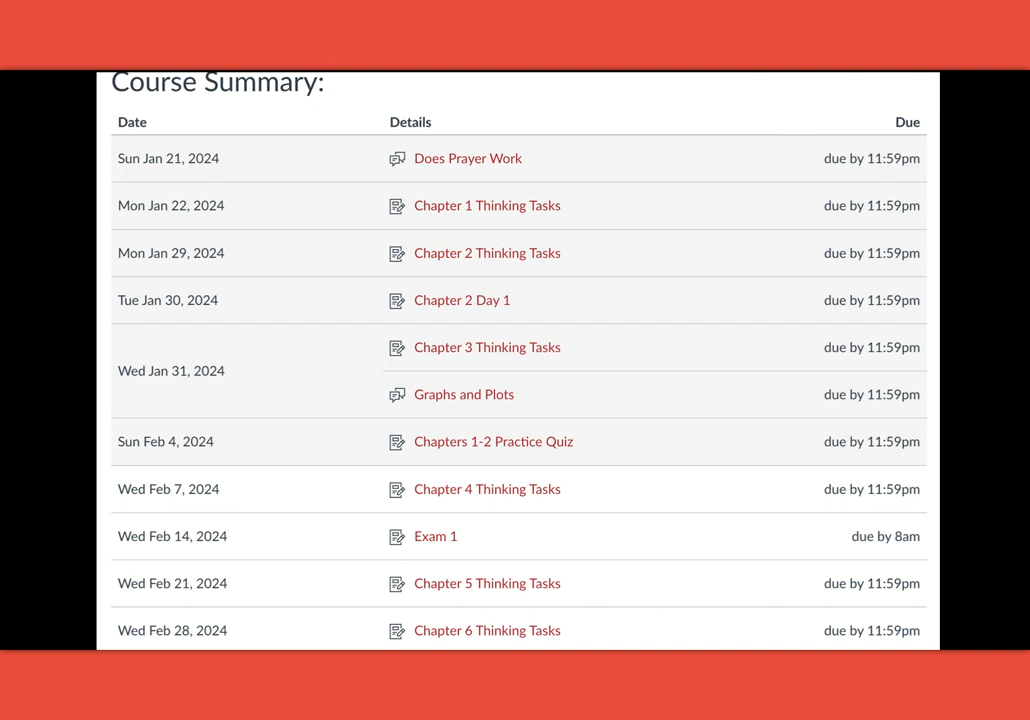 Course Summary:
Date Details Due
Sun Jan 21, 2024 Does Prayer Work due by 11:59pm
Mon Jan 22, 2024 Chapter 1 Thinking Tasks due by 11:59pm
Mon Jan 29, 2024 Chapter 2 Thinking Tasks due by 11:59pm
Tue Jan 30, 2024 Chapter 2 Day 1 due by 11:59pm
Chapter 3 Thinking Tasks due by 11:59pm
Wed Jan 31, 2024
Graphs and Plots due by 11:59pm
Sun Feb 4, 2024 Chapters 1-2 Practice Quiz due by 11:59pm
Wed Feb 7, 2024 Chapter 4 Thinking Tasks due by 11:59pm
Wed Feb 14, 2024 Exam 1 due by 8am
Wed Feb 21, 2024 Chapter 5 Thinking Tasks due by 11:59pm
Wed Feb 28, 2024 Chapter 6 Thinking Tasks due by 11:59pm